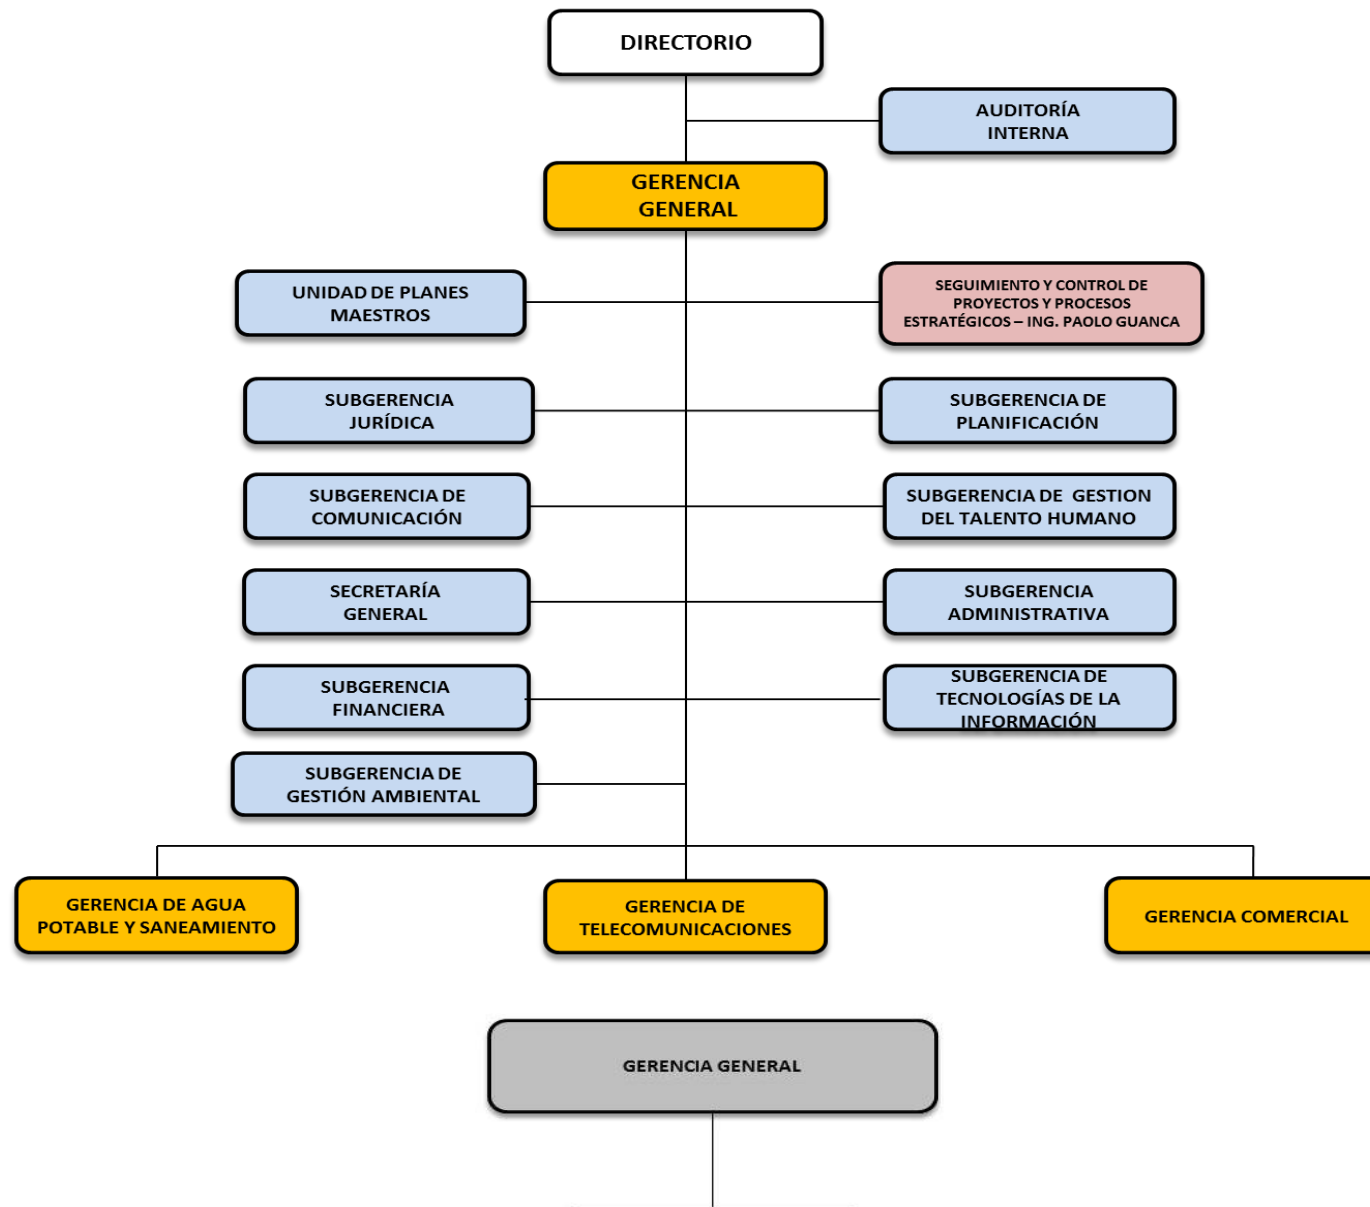 DIRECTORIO
AUDITORÍA
INTERNA
GERENCIA
GENERAL
UNIDAD DE PLANES
MAESTROS
SEGUIMIENTO Y CONTROL DE
PROYECTOS Y PROCESOS
ESTRATÉGICOS – ING. PAOLO GUANCA
SUBGERENCIA
JURÍDICA
SUBGERENCIA DE
PLANIFICACIÓN
SUBGERENCIA DE
COMUNICACIÓN
SUBGERENCIA DE GESTION
DEL TALENTO HUMANO
SECRETARÍA
GENERAL
SUBGERENCIA
ADMINISTRATIVA
SUBGERENCIA
FINANCIERA
SUBGERENCIA DE
TECNOLOGÍAS DE LA
INFORMACIÓN
SUBGERENCIA DE
GESTIÓN AMBIENTAL
GERENCIA DE AGUA
POTABLE Y SANEAMIENTO
GERENCIA DE
TELECOMUNICACIONES
GERENCIA COMERCIAL
GERENCIA GENERAL